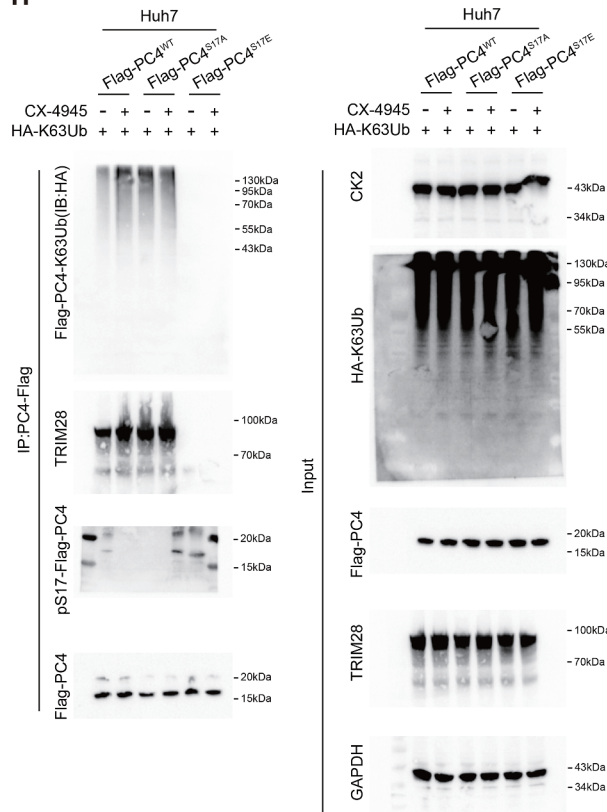 H
Huh7
Flag-PC4WT Flag-PC4S17A Flag-PC4S17E
CX-4945 - + - + - +
HA-K63Ub + + + + + +
IP:PC4-Flag
Flag-PC4-K63Ub(IB:HA)
130kDa
95kDa
70kDa
55kDa
43kDa
TRIM28
100kDa
70kDa
pS17-Flag-PC4
20kDa
15kDa
Flag-PC4
20kDa
15kDa
Huh7
Flag-PC4WT Flag-PC4S17A Flag-PC4S17E
CX-4945 - + - + - +
HA-K63Ub + + + + + +
Input
CK2
43kDa
34kDa
HA-K63Ub
130kDa
95kDa
70kDa
55kDa
Flag-PC4
20kDa
15kDa
TRIM28
100kDa
70kDa
GAPDH
43kDa
34kDa